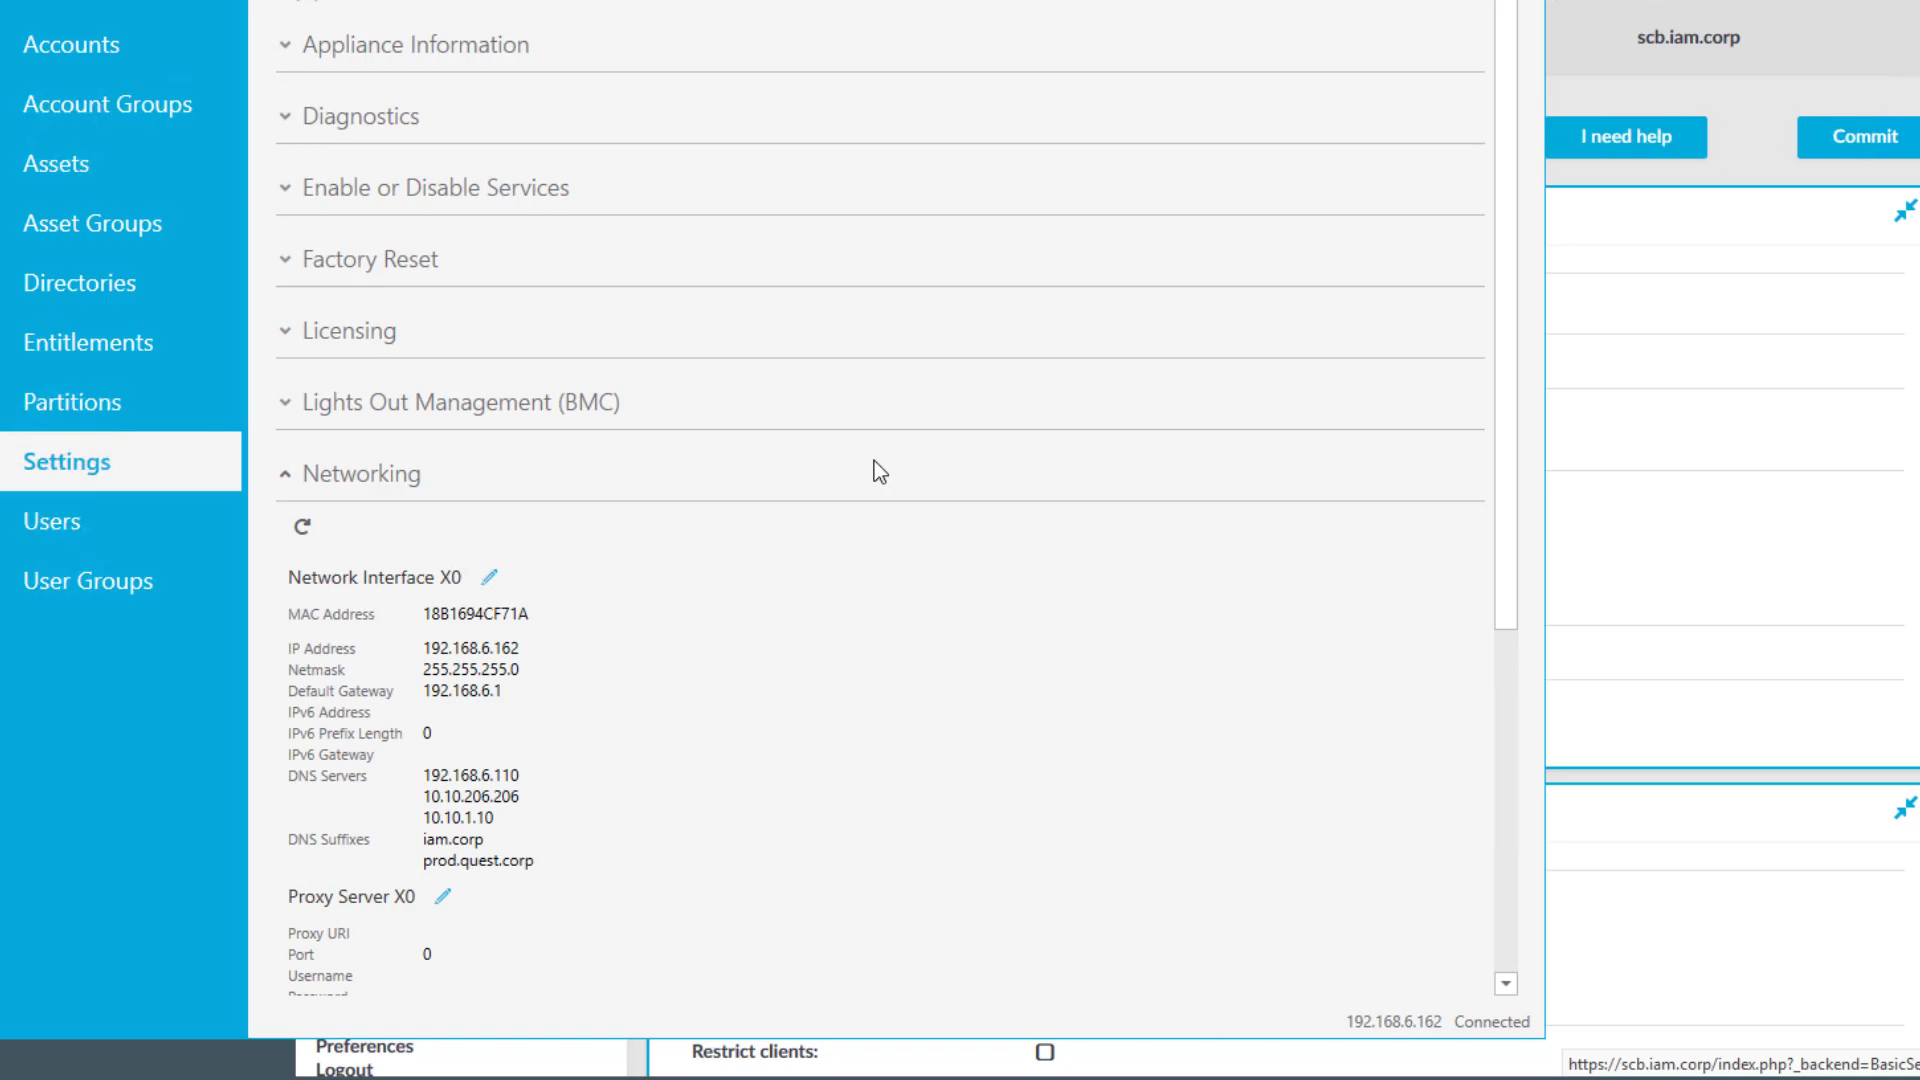 Accounts
Account Groups
Assets
Asset Groups
Directories
Entitlements
Partitions
Settings
Users
User Groups
Appliance Information
Diagnostics
Enable or Disable Services
Factory Reset
Licensing
Lights Out Management (BMC)
Networking
Network Interface X0
MAC Address 18B1694CF71A
IP Address 192.168.6.162
Netmask 255.255.255.0
Default Gateway 192.168.6.1
IPv6 Address
IPv6 Prefix Length 0
IPv6 Gateway
DNS Servers 192.168.6.110
10.10.206.206
10.10.1.10
DNS Suffixes iam.corp
prod.quest.corp
Proxy Server X0
Proxy URI
Port 0
Username
192.168.6.162 Connected
scb.iam.corp
I need help
Commit
Preferences
Logout
Restrict clients:
https://scb.iam.corp/index.php?_backend=BasicSe